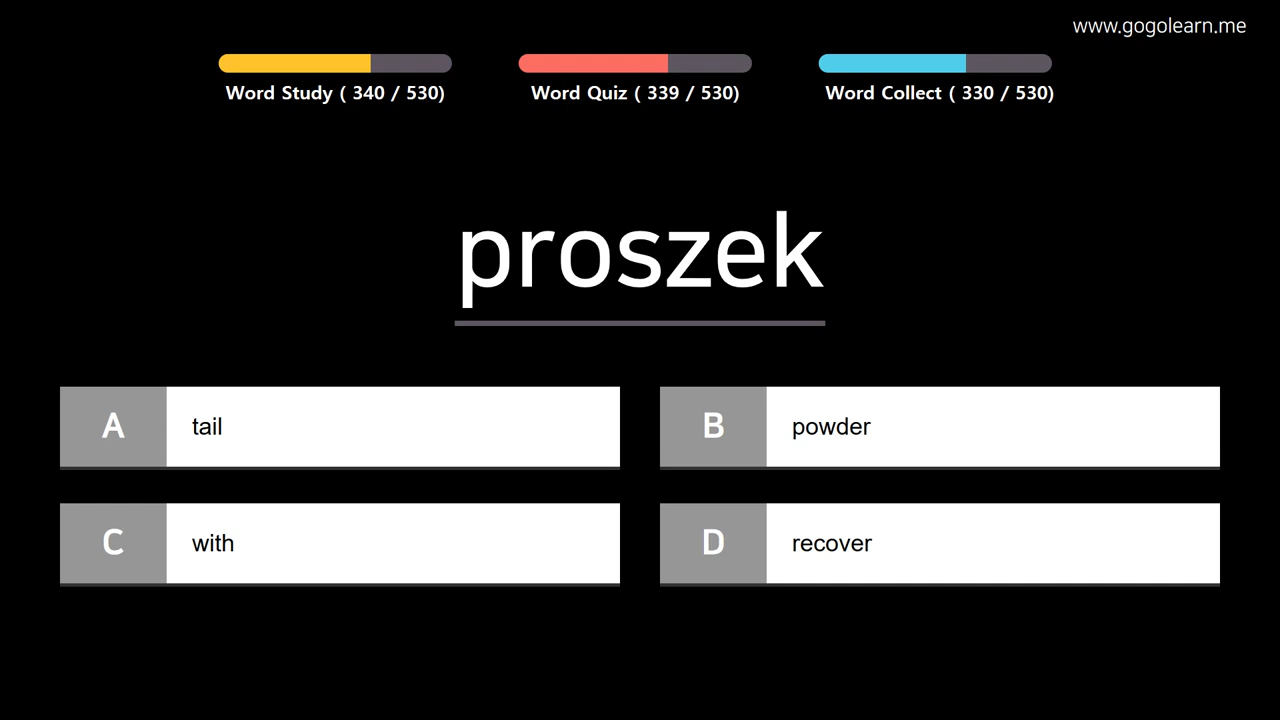 www.gogolearn.me
Word Study ( 340 / 530)
Word Quiz ( 339 / 530)
Word Collect ( 330 / 530)
proszek
A tail
B powder
C with
D recover